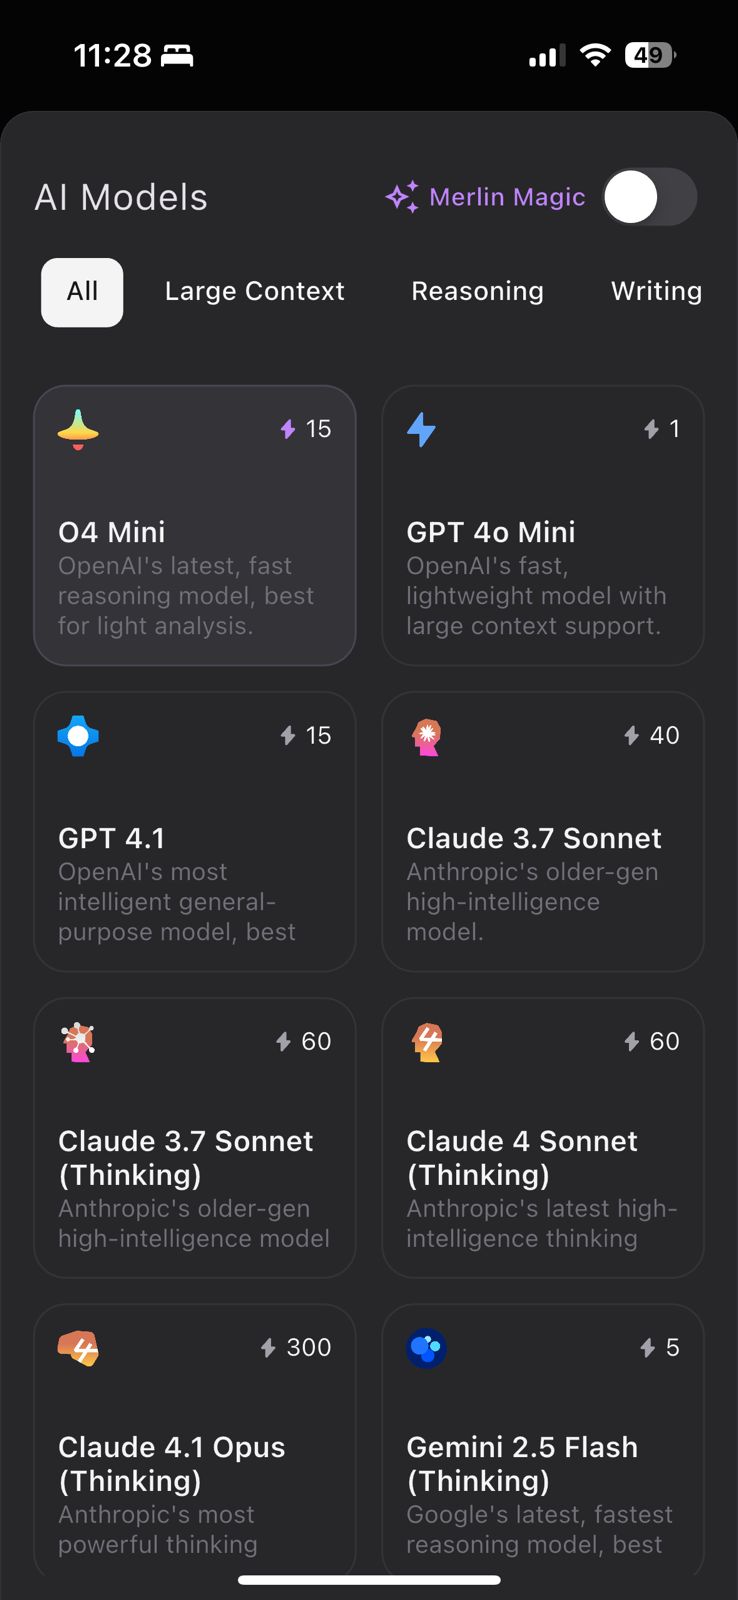 11:28
49
AI Models
Merlin Magic
All
Large Context
Reasoning
Writing
15
O4 Mini
OpenAI's latest, fast
reasoning model, best
for light analysis.
1
GPT 4o Mini
OpenAI's fast,
lightweight model with
large context support.
15
GPT 4.1
OpenAI's most
intelligent general-
purpose model, best
40
Claude 3.7 Sonnet
Anthropic's older-gen
high-intelligence
model.
60
Claude 3.7 Sonnet
(Thinking)
Anthropic's older-gen
high-intelligence model
60
Claude 4 Sonnet
(Thinking)
Anthropic's latest high-
intelligence thinking
300
Claude 4.1 Opus
(Thinking)
Anthropic's most
powerful thinking
5
Gemini 2.5 Flash
(Thinking)
Google's latest, fastest
reasoning model, best